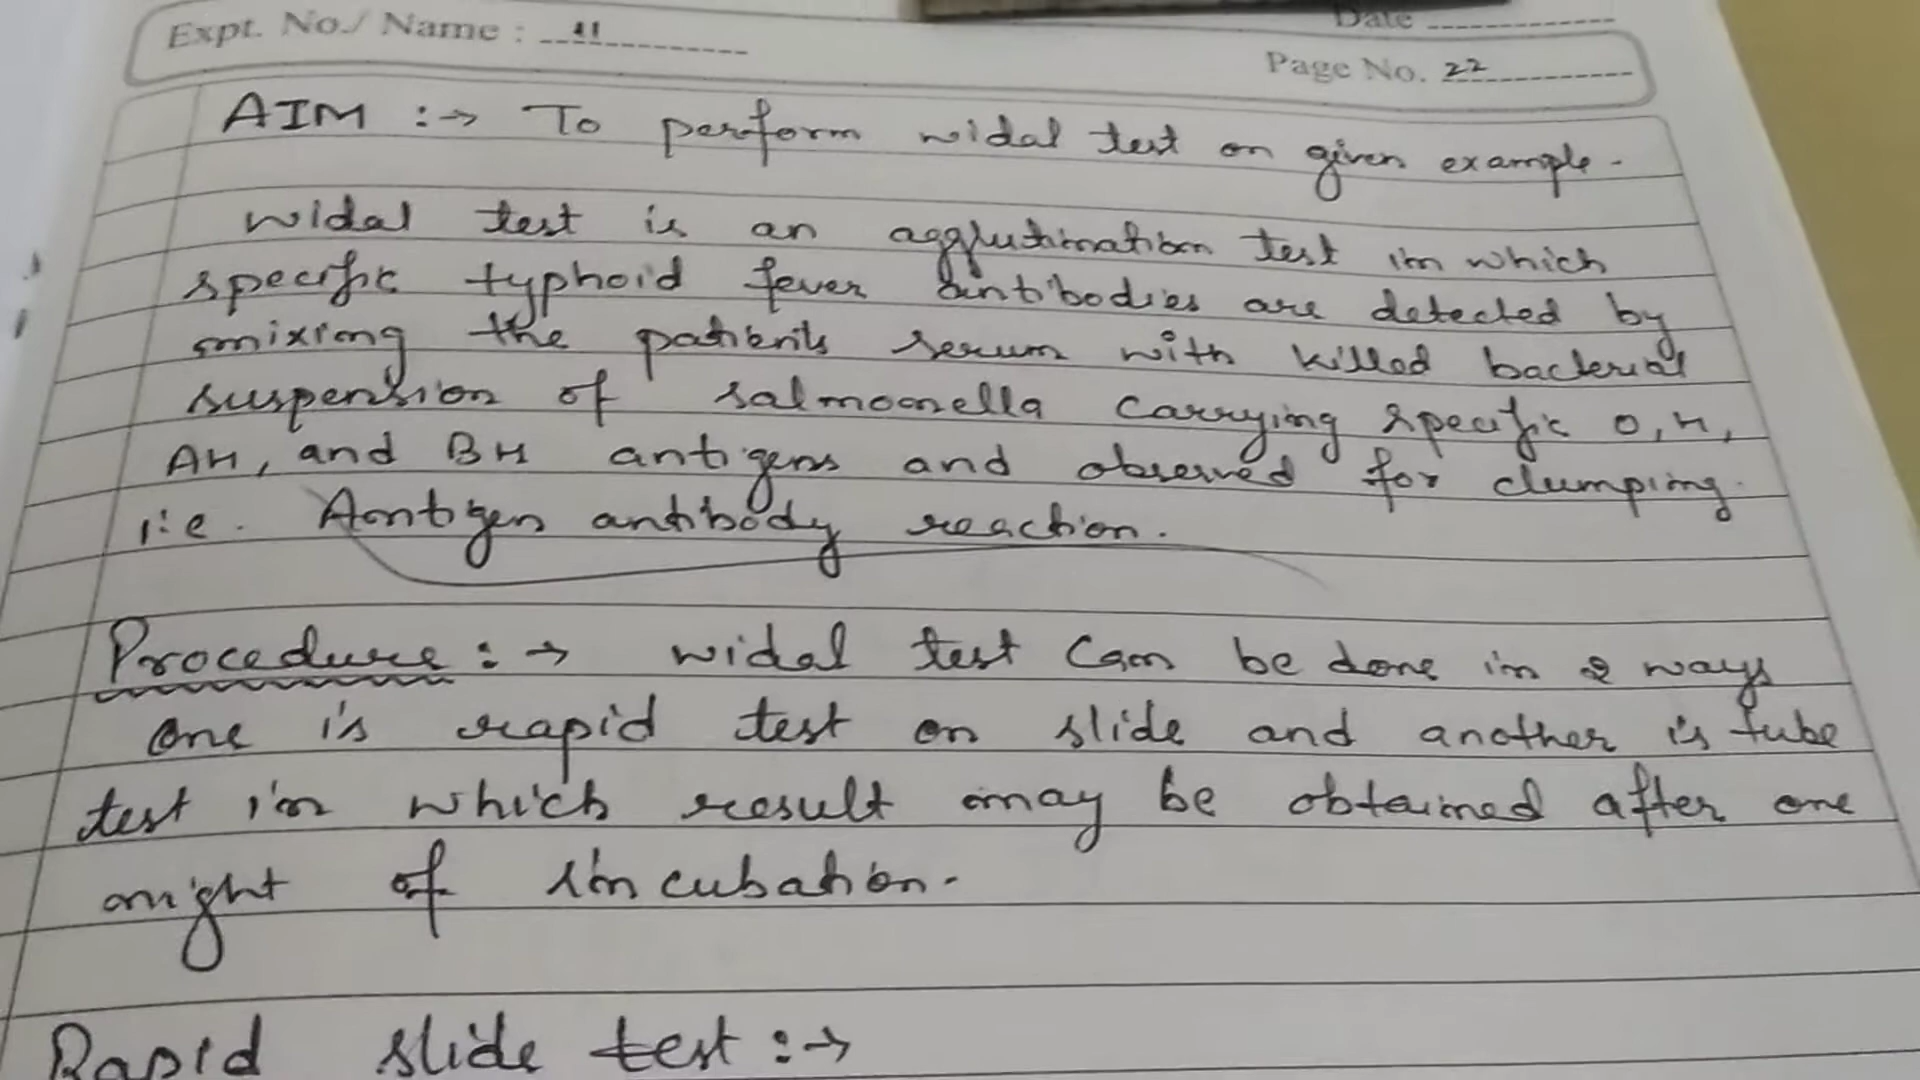 Expt. No./ Name : 11
Date
Page No. 22
AIM :→ To perform widal test on given example.
widal test is an agglutination test in which
specific typhoid fever antibodies are detected by
mixing the patients serum with killed bacterial
suspension of salmonella carrying specific O, H,
AH, and BH antigens and observed for clumping.
i.e. Antigen antibody reaction.
Procedure :→ widal test can be done in 2 ways
One is rapid test on slide and another is tube
test in which result may be obtained after one
night of incubation.
Rapid slide test :→